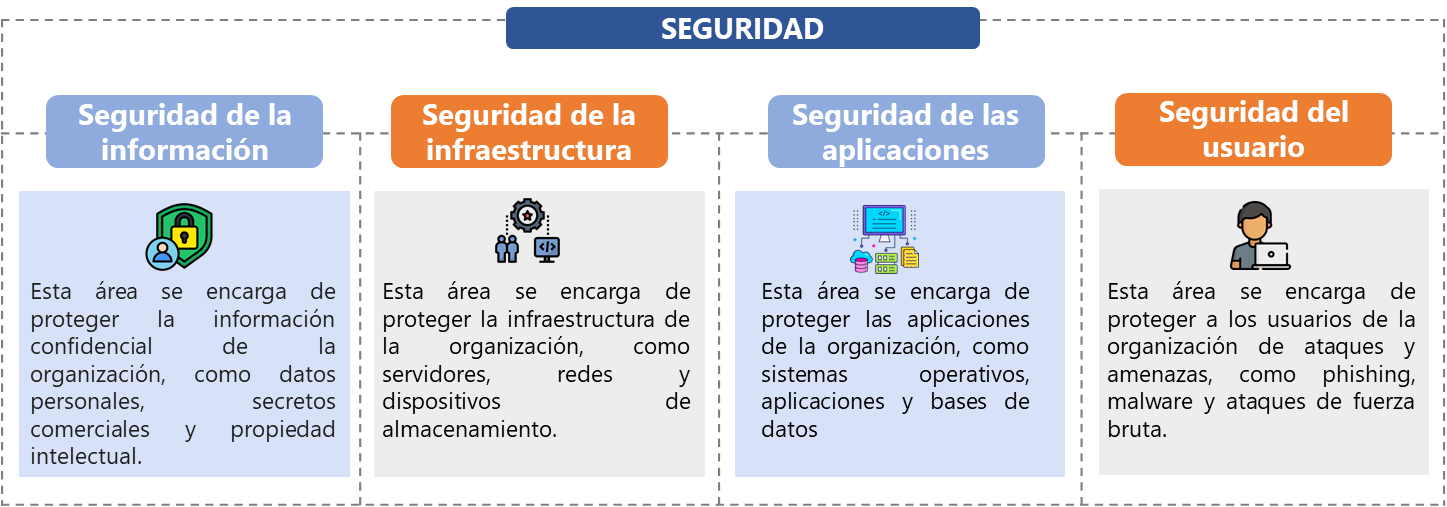 SEGURIDAD
Seguridad de la
información
Esta área se encarga de
proteger la información
confidencial de la
organización, como datos
personales, secretos
comerciales y propiedad
intelectual.
Seguridad de la
infraestructura
Esta área se encarga de
proteger la infraestructura de
la organización, como
servidores, redes y
dispositivos de
almacenamiento.
Seguridad de las
aplicaciones
Esta área se encarga de
proteger las aplicaciones
de la organización, como
sistemas operativos,
aplicaciones y bases de
datos
Seguridad del
usuario
Esta área se encarga de
proteger a los usuarios de la
organización de ataques y
amenazas, como phishing,
malware y ataques de fuerza
bruta.